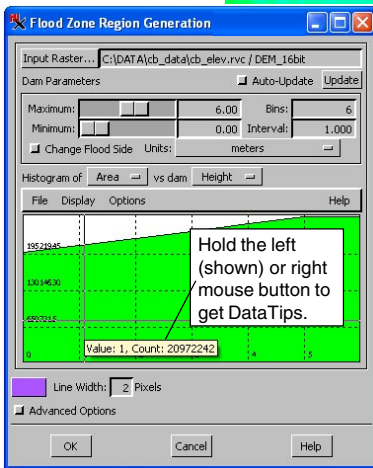 Flood Zone Region Generation
Input Raster... C:\DATA\cb_data\cb_elev.rvc / DEM_16bit
Dam Parameters Auto-Update Update
Maximum: 6.00 Bins: 6
Minimum: 0.00 Interval: 1.000
Change Flood Side Units: meters
Histogram of Area vs dam Height
File Display Options Help
19521945
13014630
6507315
0 4 5
Hold the left
(shown) or right
mouse button to
get DataTips.
Value: 1, Count: 20972242
Line Width: 2 Pixels
Advanced Options
OK Cancel Help